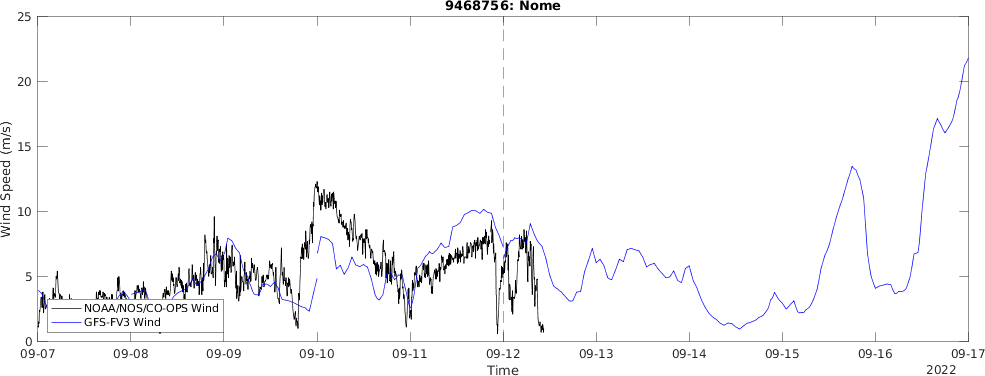 9468756: Nome
25
20
15
10
5
0
Wind Speed (m/s)
NOAA/NOS/CO-OPS Wind
GFS-FV3 Wind
09-07 09-08 09-09 09-10 09-11 09-12 09-13 09-14 09-15 09-16 09-17
Time
2022